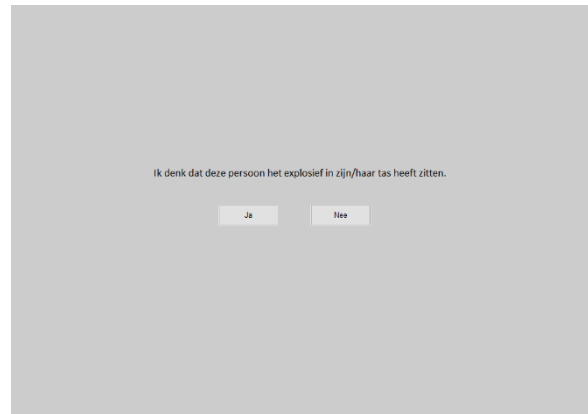 Ik denk dat deze persoon het explosief in zijn/haar tas heeft zitten.
Ja Nee